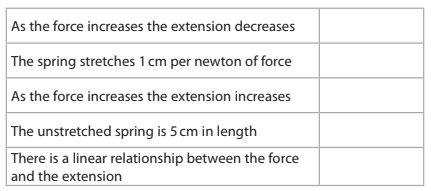 As the force increases the extension decreases
The spring stretches 1 cm per newton of force
As the force increases the extension increases
The unstretched spring is 5 cm in length
There is a linear relationship between the force
and the extension